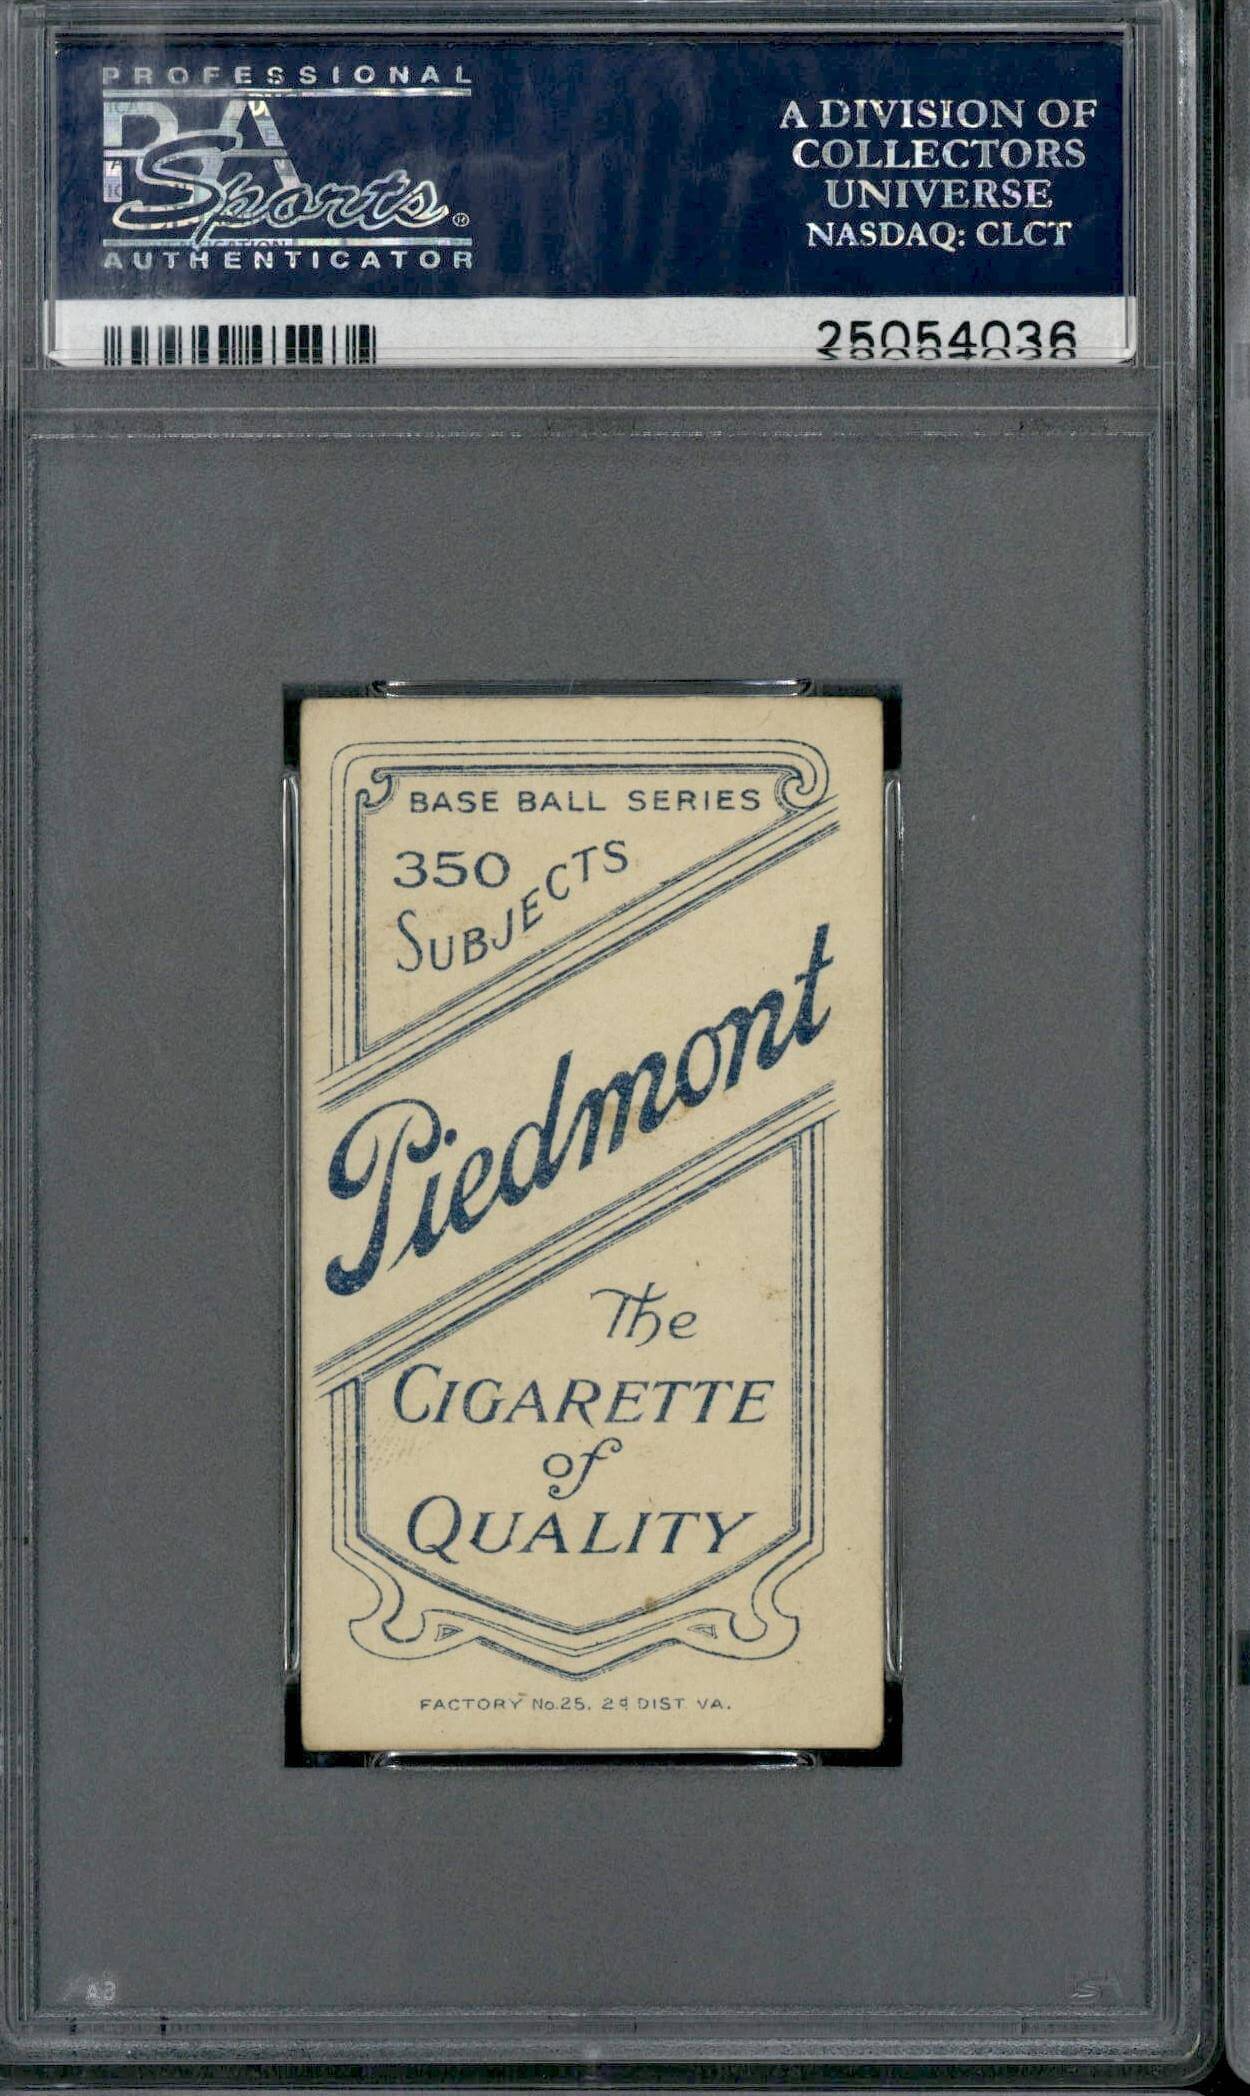 PROFESSIONAL
PSA
Sports®
AUTHENTICATOR
A DIVISION OF
COLLECTORS
UNIVERSE
NASDAQ: CLCT
25054036
BASE BALL SERIES
350
SUBJECTS
Piedmont
The
CIGARETTE
of
QUALITY
FACTORY No.25, 2d DIST. VA.